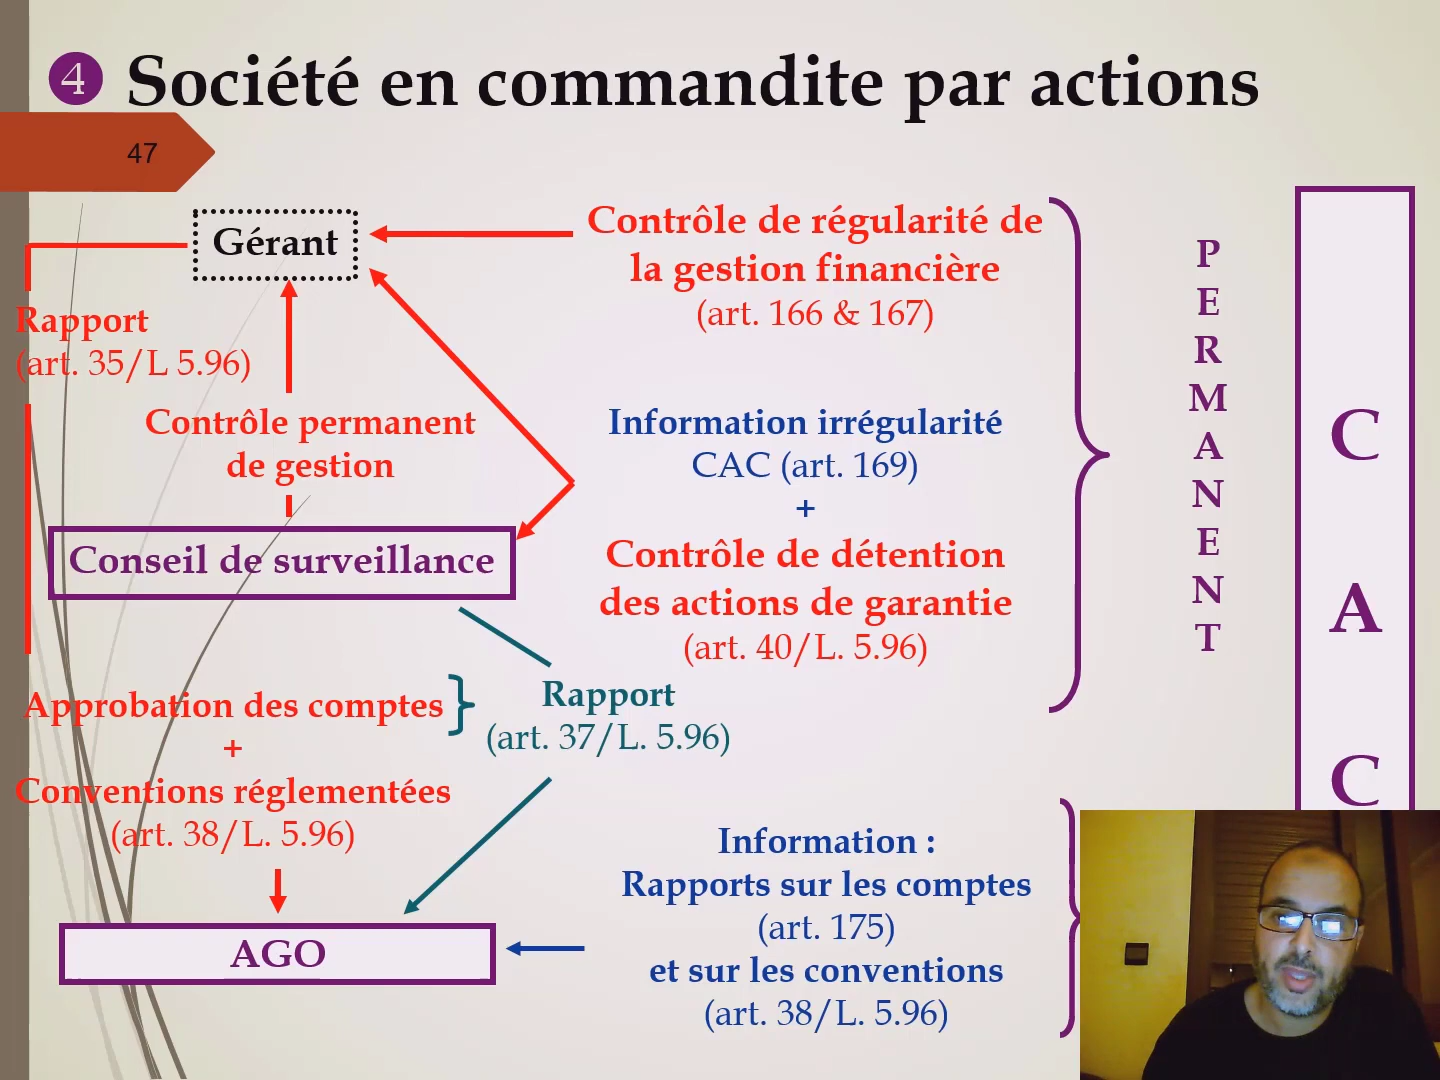 ❹ Société en commandite par actions
47
Gérant
Contrôle de régularité de
la gestion financière
(art. 166 & 167)
Rapport
(art. 35/L 5.96)
Contrôle permanent
de gestion
Information irrégularité
CAC (art. 169)
+
Contrôle de détention
des actions de garantie
(art. 40/L. 5.96)
Conseil de surveillance
Approbation des comptes
+
Conventions réglementées
(art. 38/L. 5.96)
Rapport
(art. 37/L. 5.96)
AGO
Information :
Rapports sur les comptes
(art. 175)
et sur les conventions
(art. 38/L. 5.96)
P
E
R
M
A
N
E
N
T
C
A
C